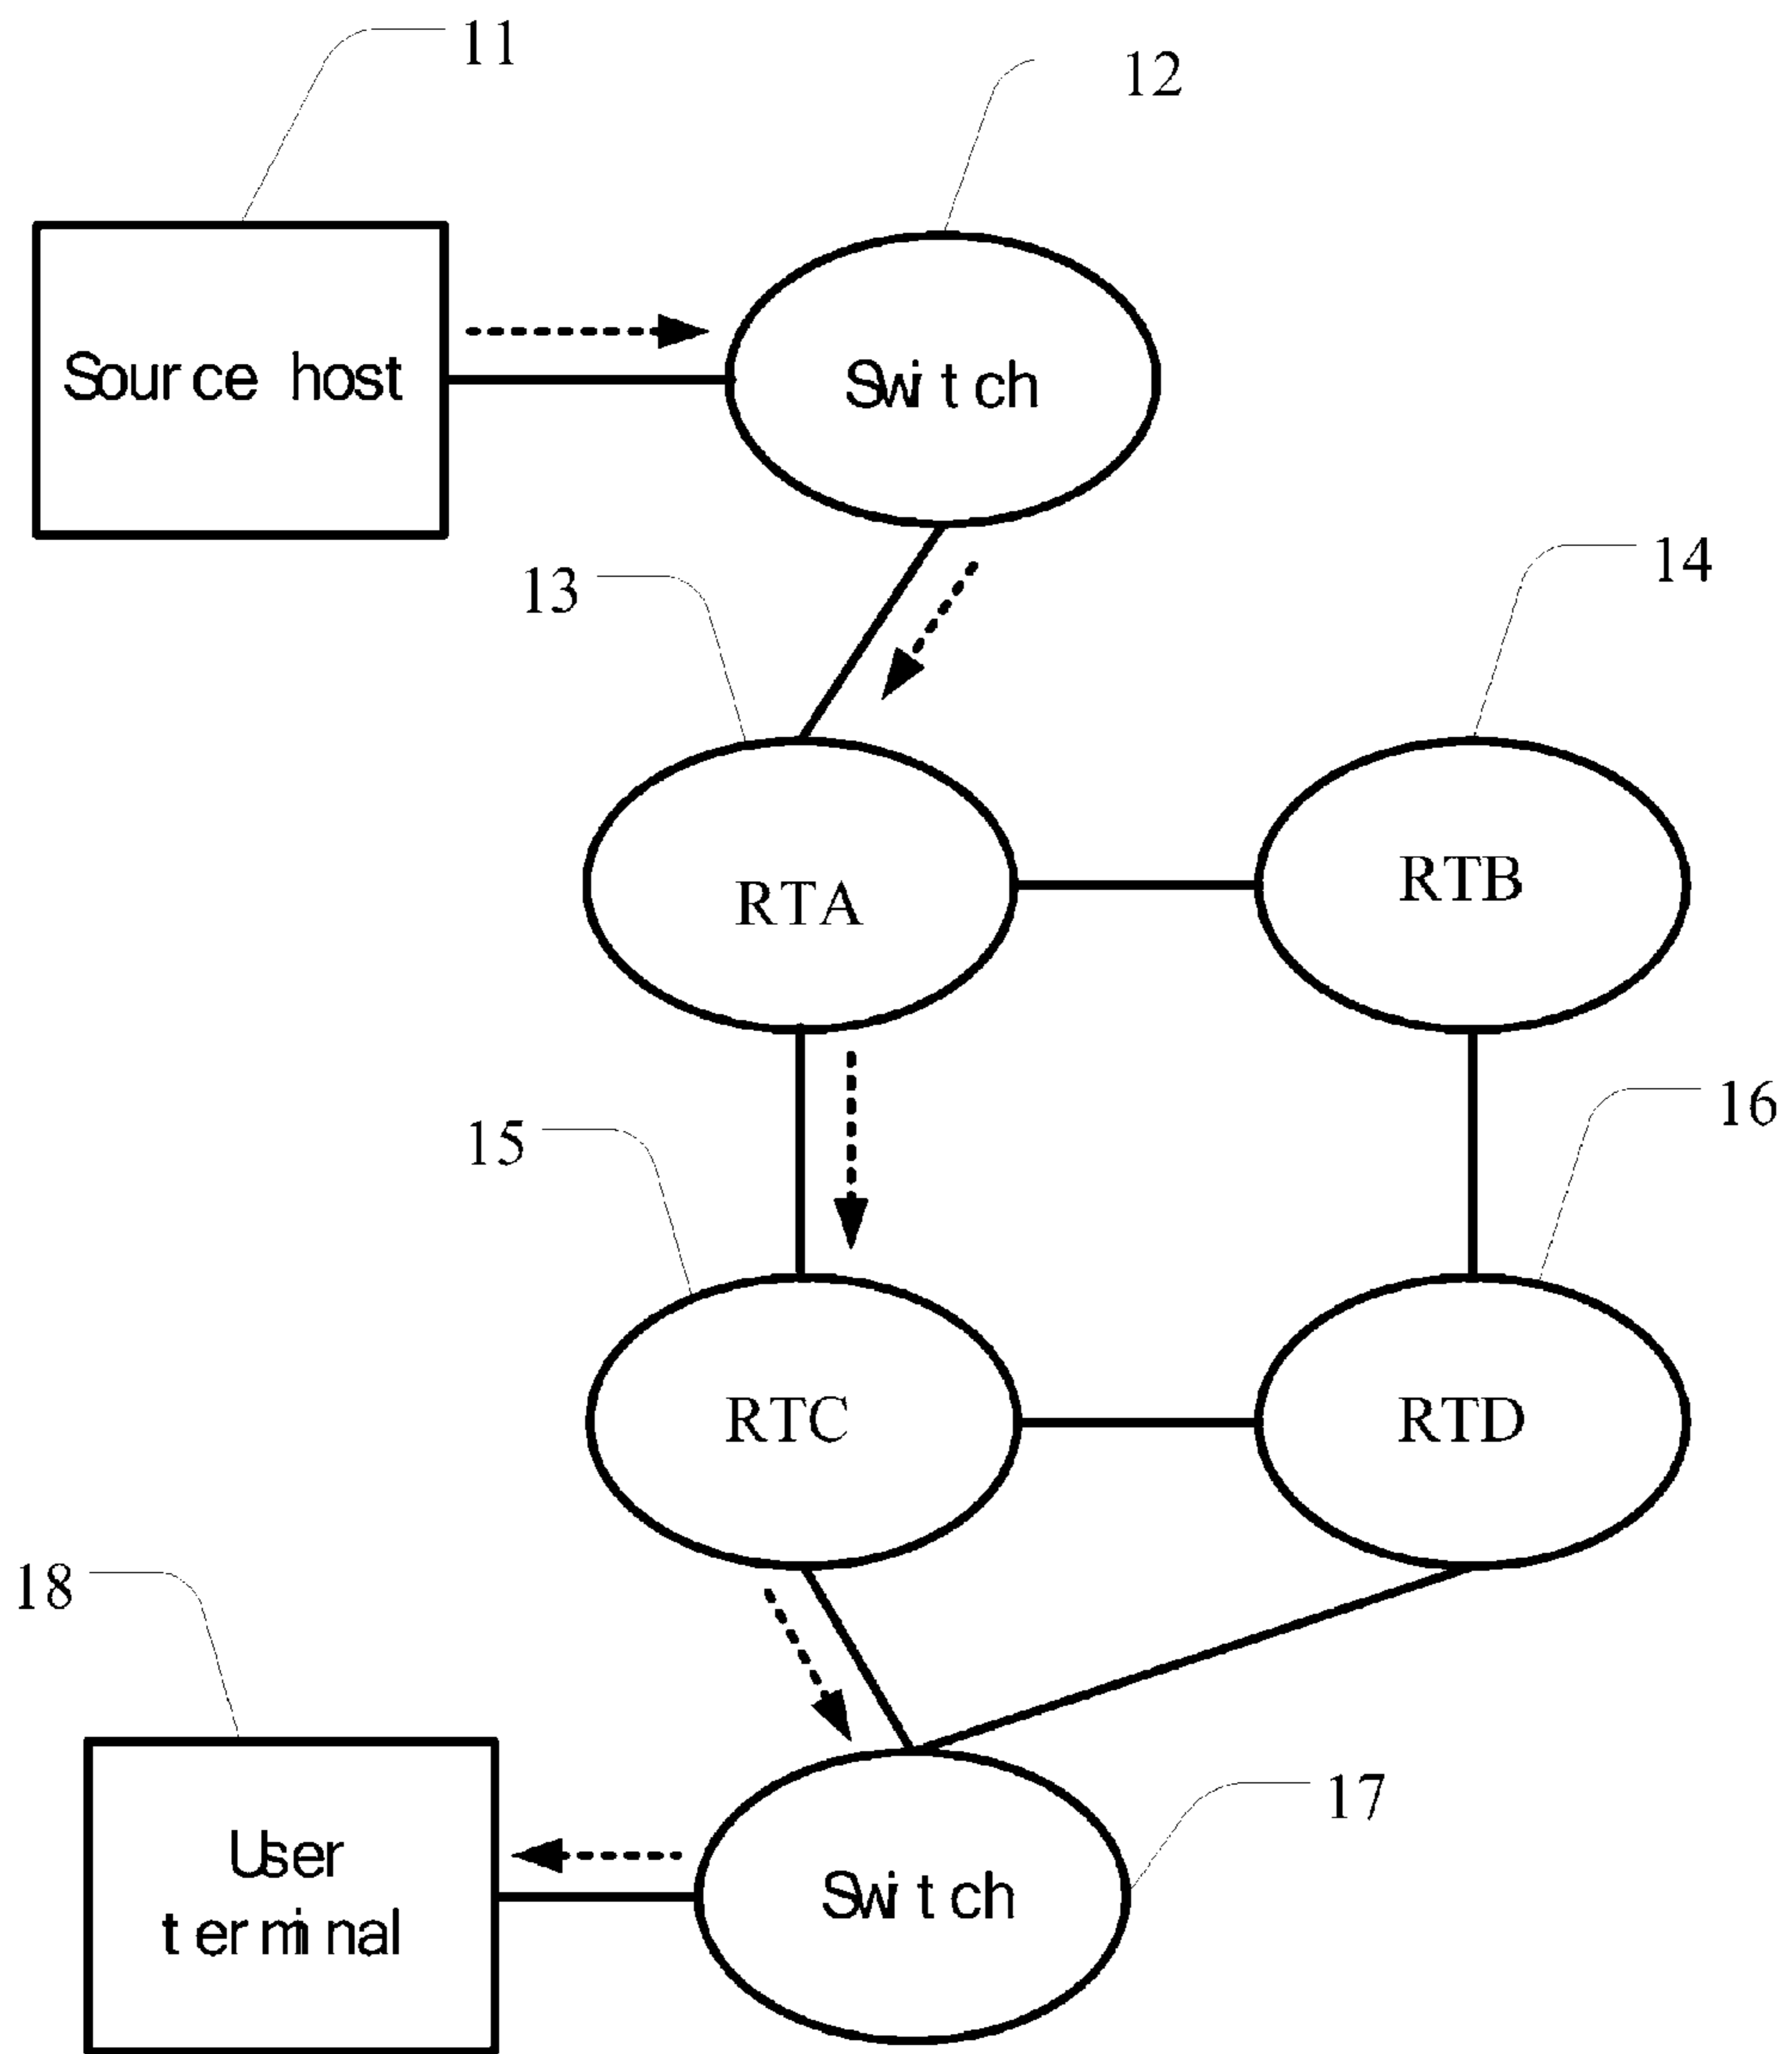 11
12
Source host
Switch
13
14
RTA
RTB
15
16
RTC
RTD
18
17
User
terminal
Switch